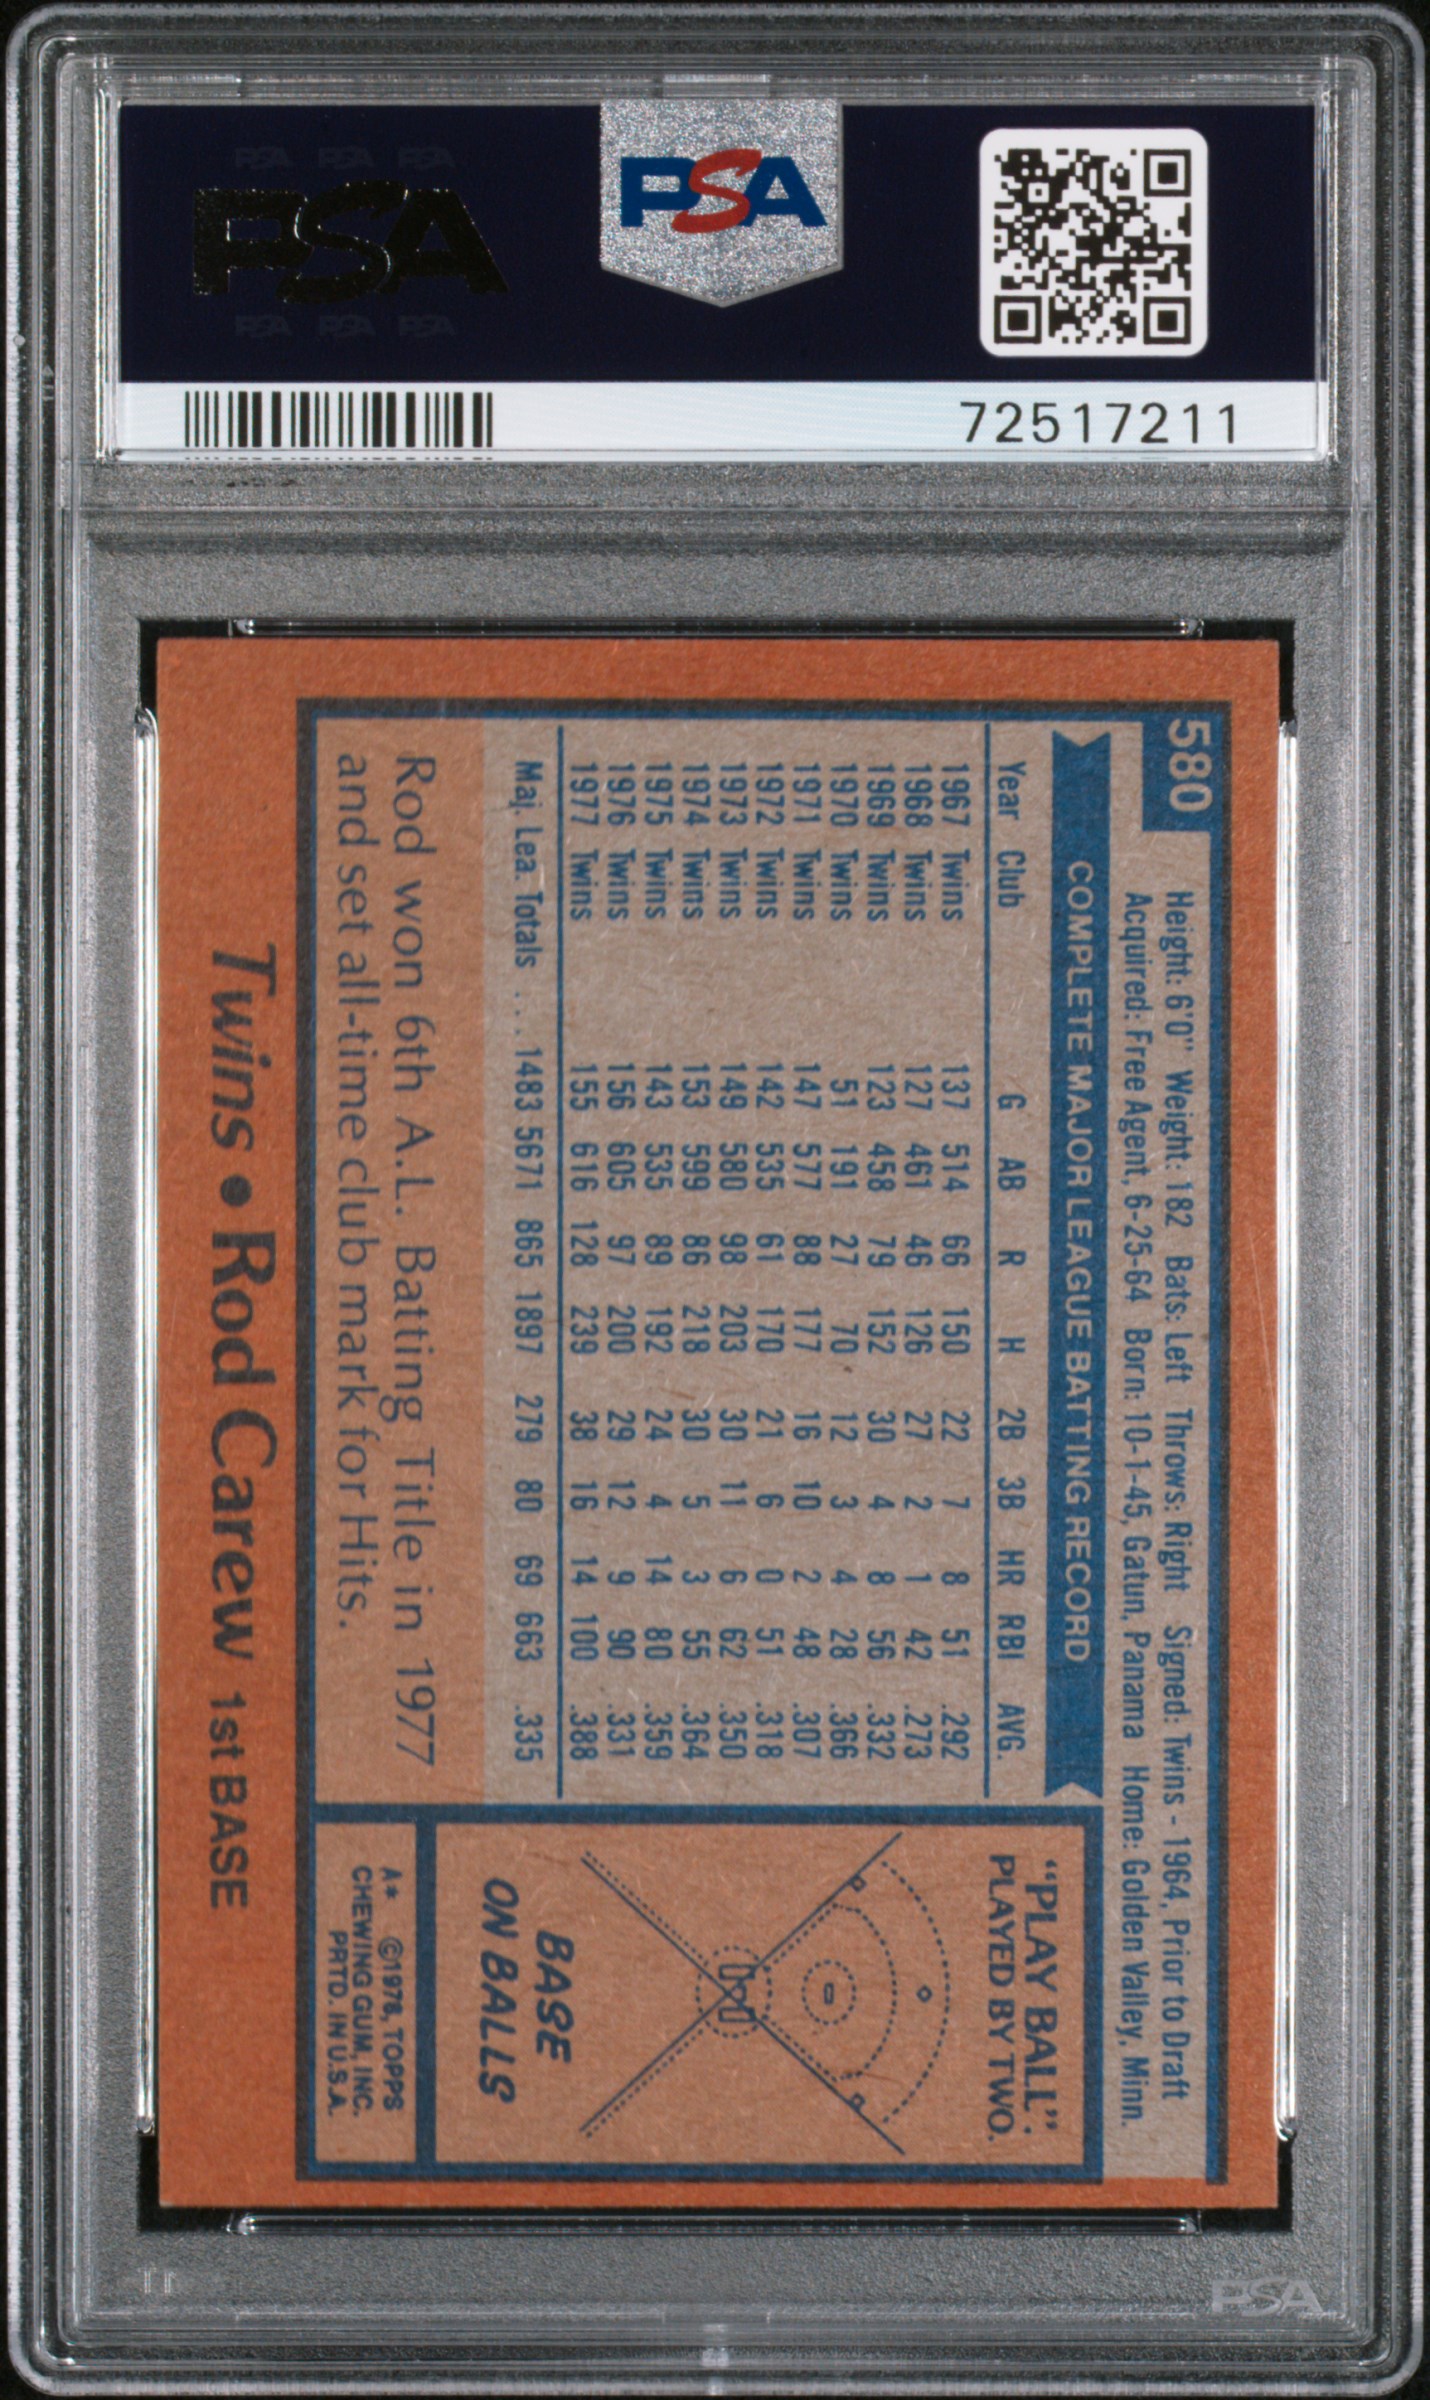 PSA PSA PSA
PSA
PSA PSA PSA
PSA
72517211
580
Height: 6'0" Weight: 182 Bats: Left Throws: Right Signed: Twins - 1964, Prior to Draft
Acquired: Free Agent, 6-25-64 Born: 10-1-45, Gatun, Panama Home: Golden Valley, Minn.
COMPLETE MAJOR LEAGUE BATTING RECORD
Year Club G AB R H 2B 3B HR RBI AVG.
1967 Twins 137 514 66 150 22 7 8 51 .292
1968 Twins 127 461 46 126 27 2 1 42 .273
1969 Twins 123 458 79 152 30 4 8 56 .332
1970 Twins 51 191 27 70 12 3 4 28 .366
1971 Twins 147 577 88 177 16 10 2 48 .307
1972 Twins 142 535 61 170 21 6 0 51 .318
1973 Twins 149 580 98 203 30 11 6 62 .350
1974 Twins 153 599 86 218 30 5 3 55 .364
1975 Twins 143 535 89 192 24 4 14 80 .359
1976 Twins 156 605 97 200 29 12 9 90 .331
1977 Twins 155 616 128 239 38 16 14 100 .388
Maj. Lea. Totals ... 1483 5671 865 1897 279 80 69 663 .335
Rod won 6th A.L. Batting Title in 1977
and set all-time club mark for Hits.
"PLAY BALL":
PLAYED BY TWO.
BASE
ON BALLS
A* ©1978, TOPPS
CHEWING GUM, INC.
PRTD. IN U.S.A.
Twins • Rod Carew 1st BASE
PSA